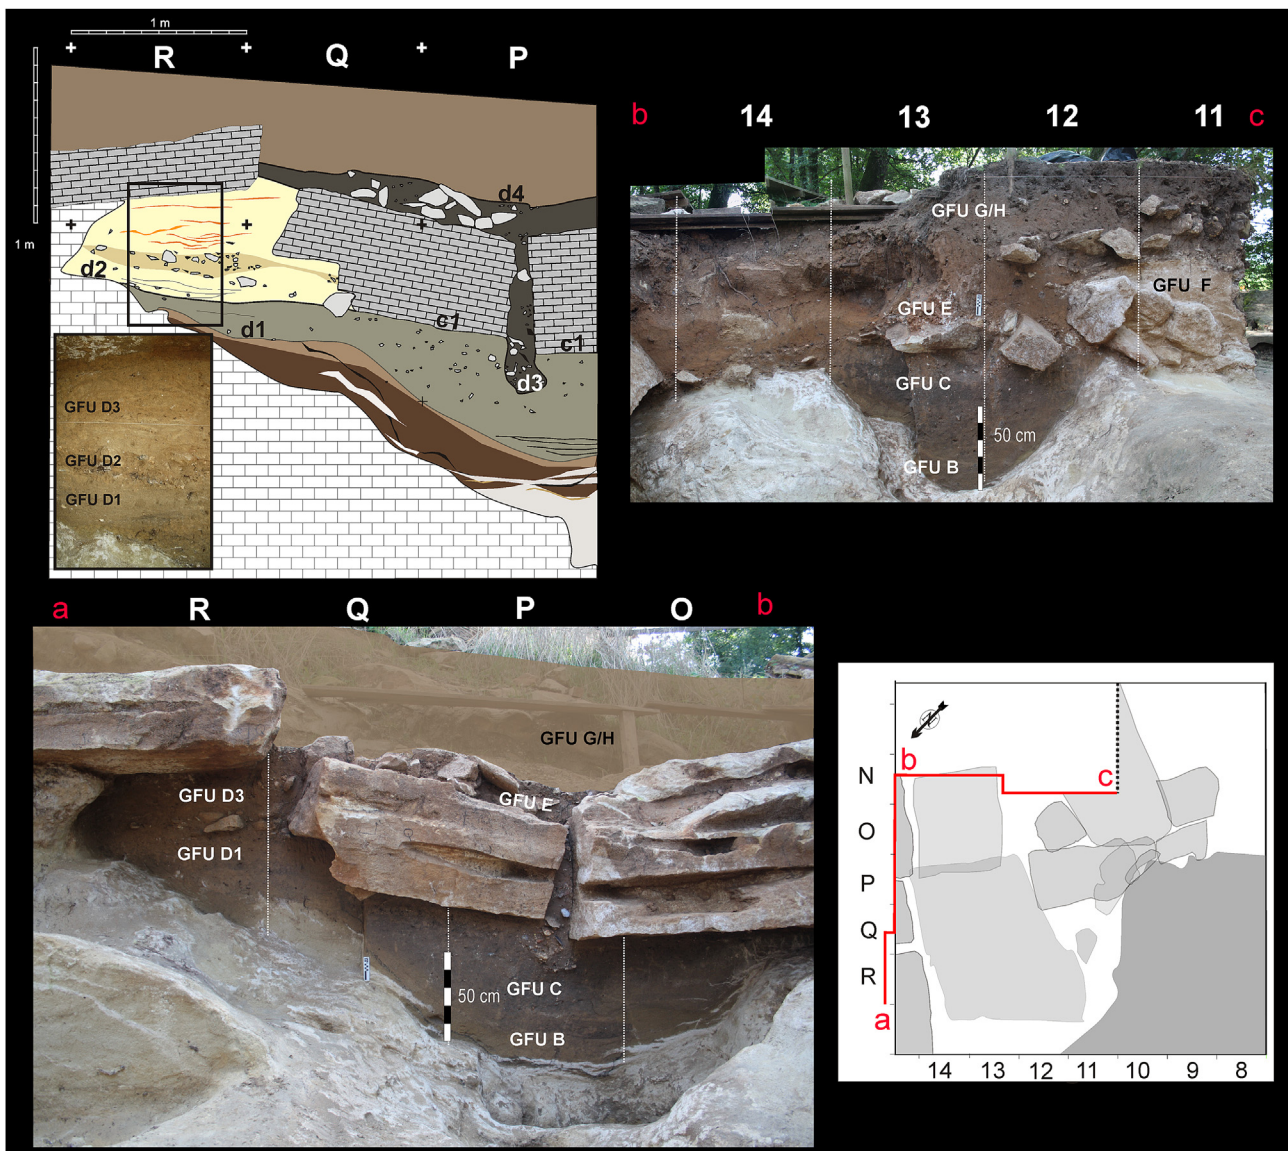 1 m
R Q P
1 m
d4
d2
c1
d1
c1
d3
GFU D3
GFU D2
GFU D1
b 14 13 12 11 c
GFU G/H
GFU F
GFU E
GFU C
50 cm
GFU B
a R Q P O b
GFU G/H
GFU D3
GFU E
GFU D1
GFU C
50 cm
GFU B
N
b
c
O
P
Q
R
a
14 13 12 11 10 9 8